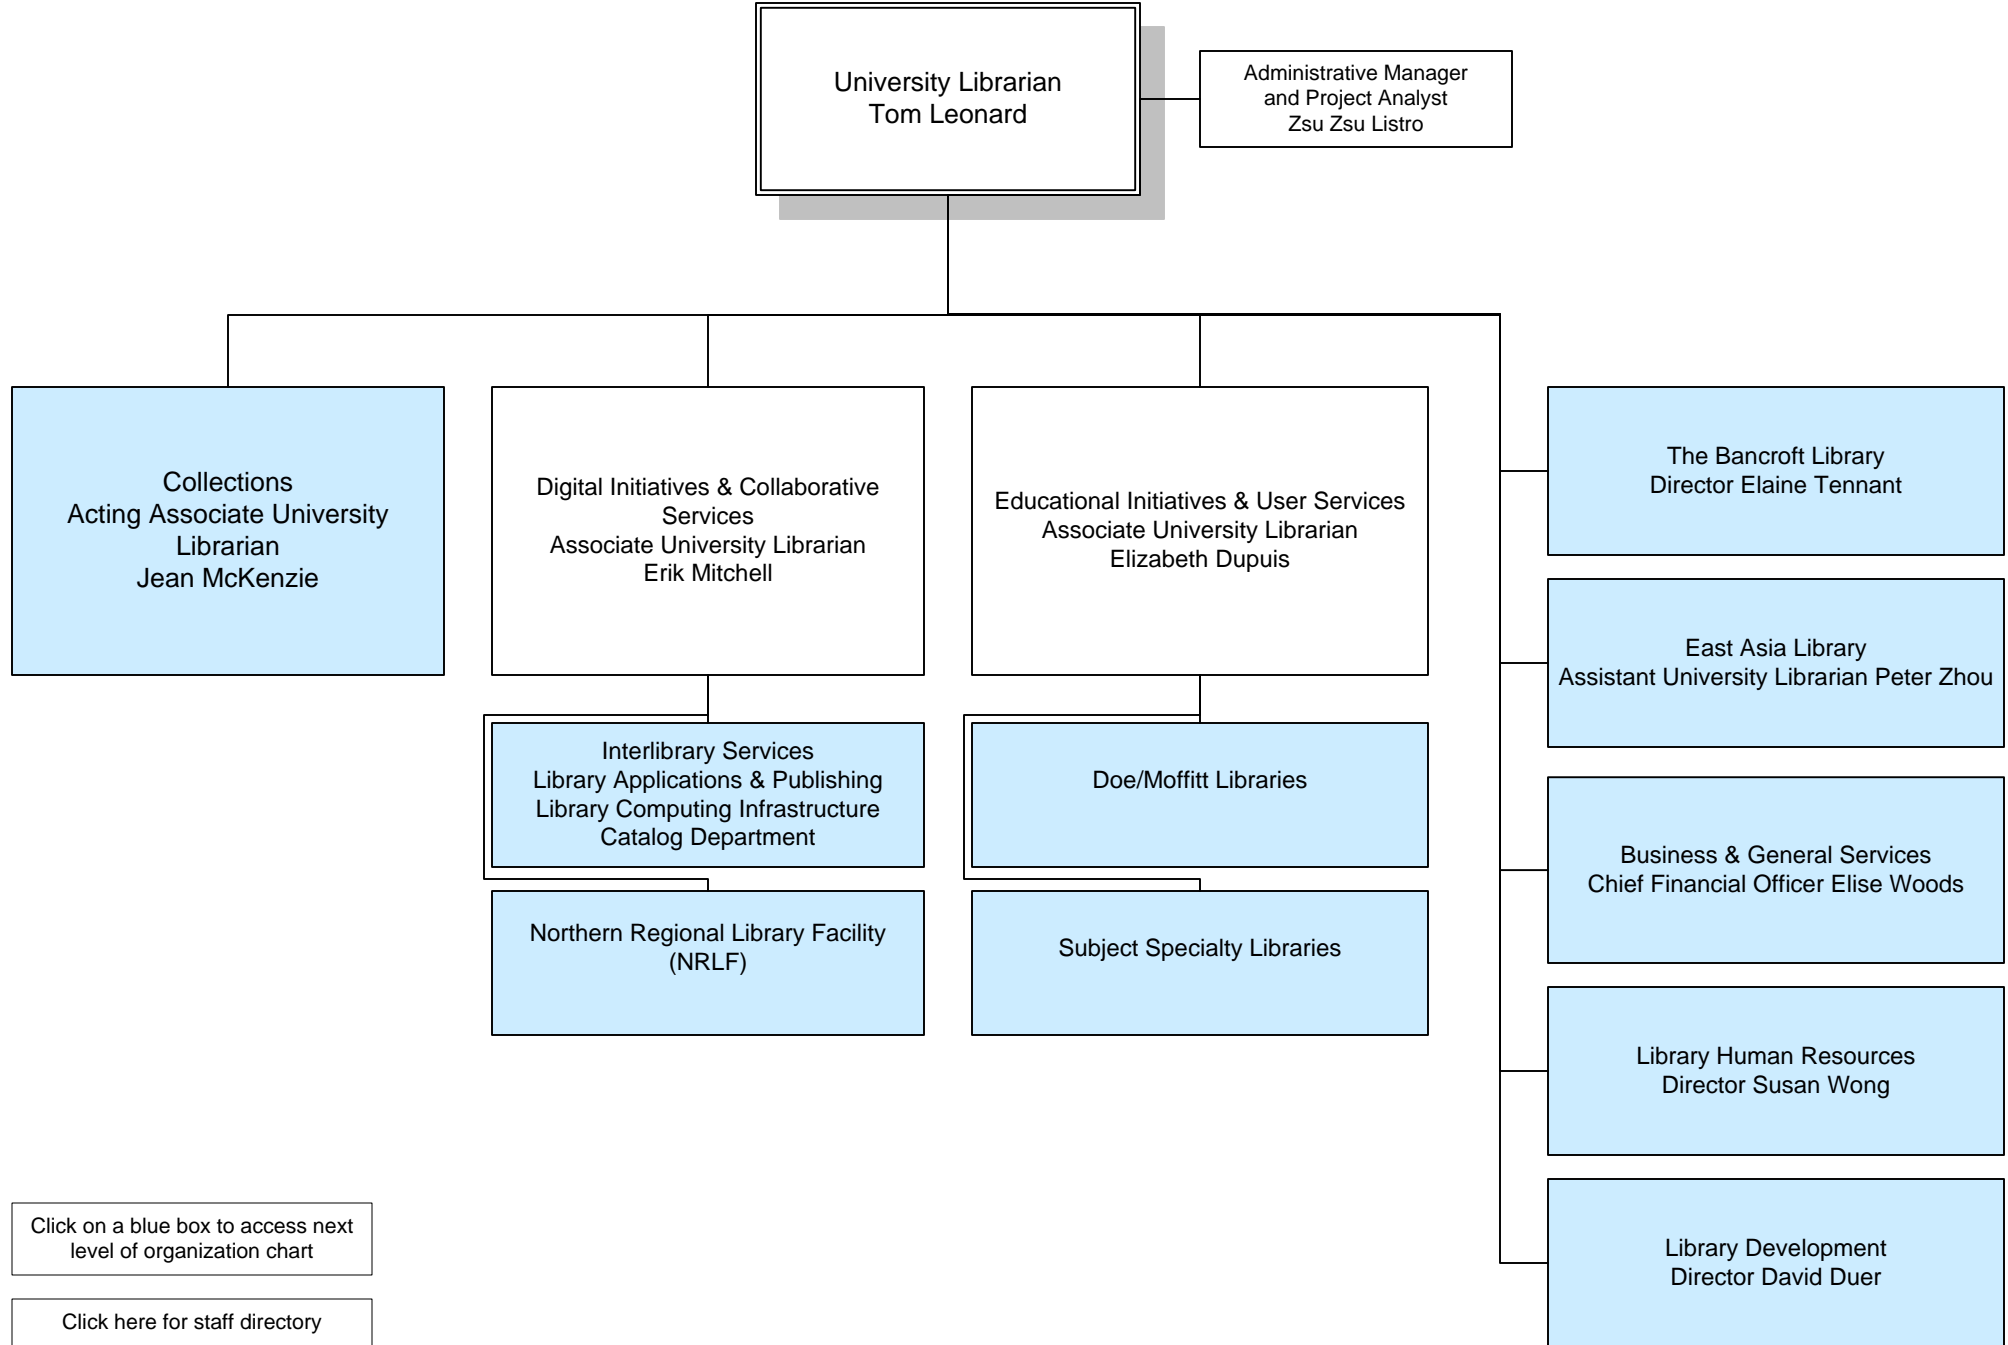 University Librarian
Tom Leonard
Administrative Manager
and Project Analyst
Zsu Zsu Listro
Collections
Acting Associate University
Librarian
Jean McKenzie
Digital Initiatives & Collaborative
Services
Associate University Librarian
Erik Mitchell
Educational Initiatives & User Services
Associate University Librarian
Elizabeth Dupuis
The Bancroft Library
Director Elaine Tennant
East Asia Library
Assistant University Librarian Peter Zhou
Interlibrary Services
Library Applications & Publishing
Library Computing Infrastructure
Catalog Department
Doe/Moffitt Libraries
Business & General Services
Chief Financial Officer Elise Woods
Northern Regional Library Facility
(NRLF)
Subject Specialty Libraries
Library Human Resources
Director Susan Wong
Library Development
Director David Duer
Click on a blue box to access next
level of organization chart
Click here for staff directory